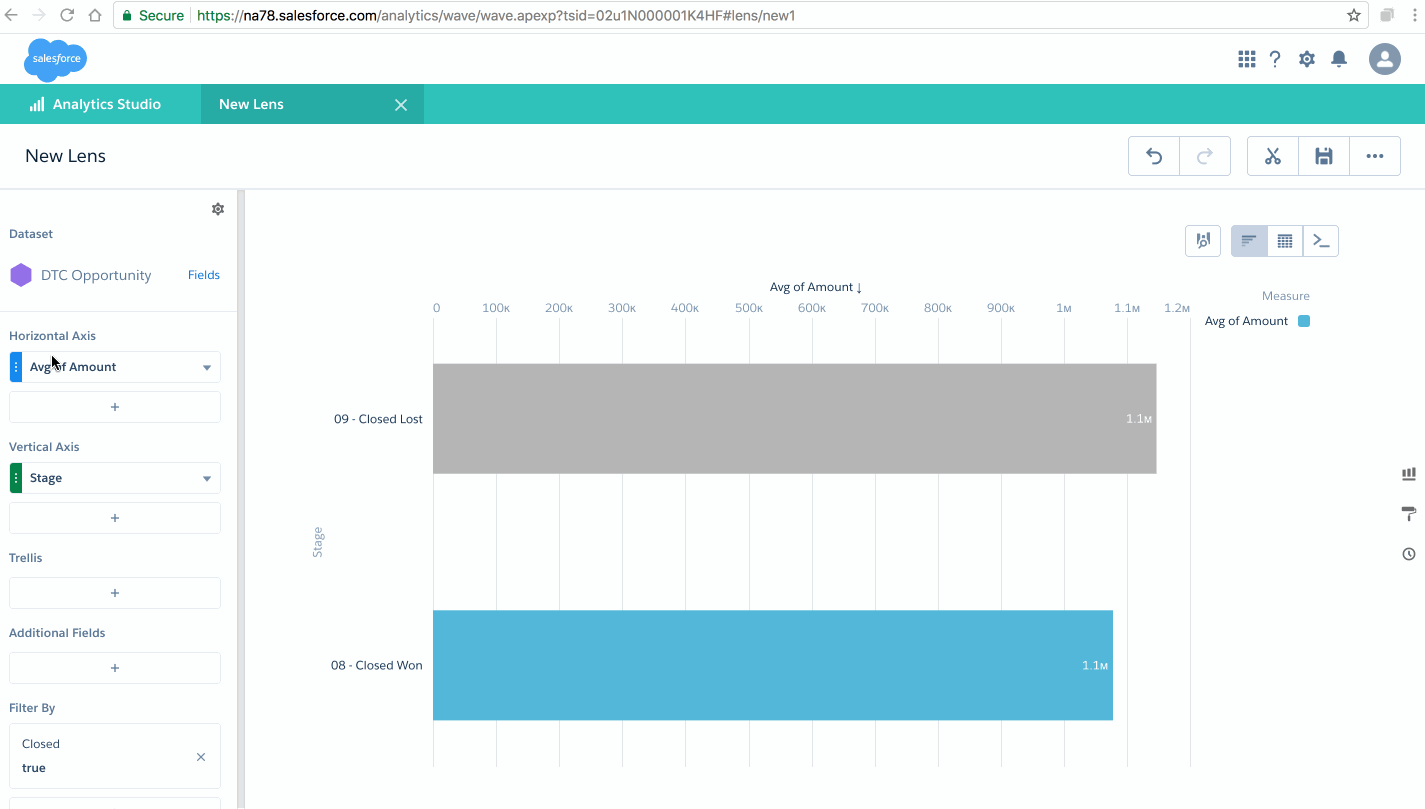 Secure https://na78.salesforce.com/analytics/wave/wave.apexp?tsid=02u1N000001K4HF#lens/new1
salesforce
Analytics Studio
New Lens
New Lens
Dataset
DTC Opportunity
Fields
Horizontal Axis
Avg of Amount
+
Vertical Axis
Stage
+
Trellis
+
Additional Fields
+
Filter By
Closed
true
Avg of Amount ↓
0 100K 200K 300K 400K 500K 600K 700K 800K 900K 1M 1.1M 1.2M
09 - Closed Lost
1.1M
Stage
08 - Closed Won
1.1M
Measure
Avg of Amount